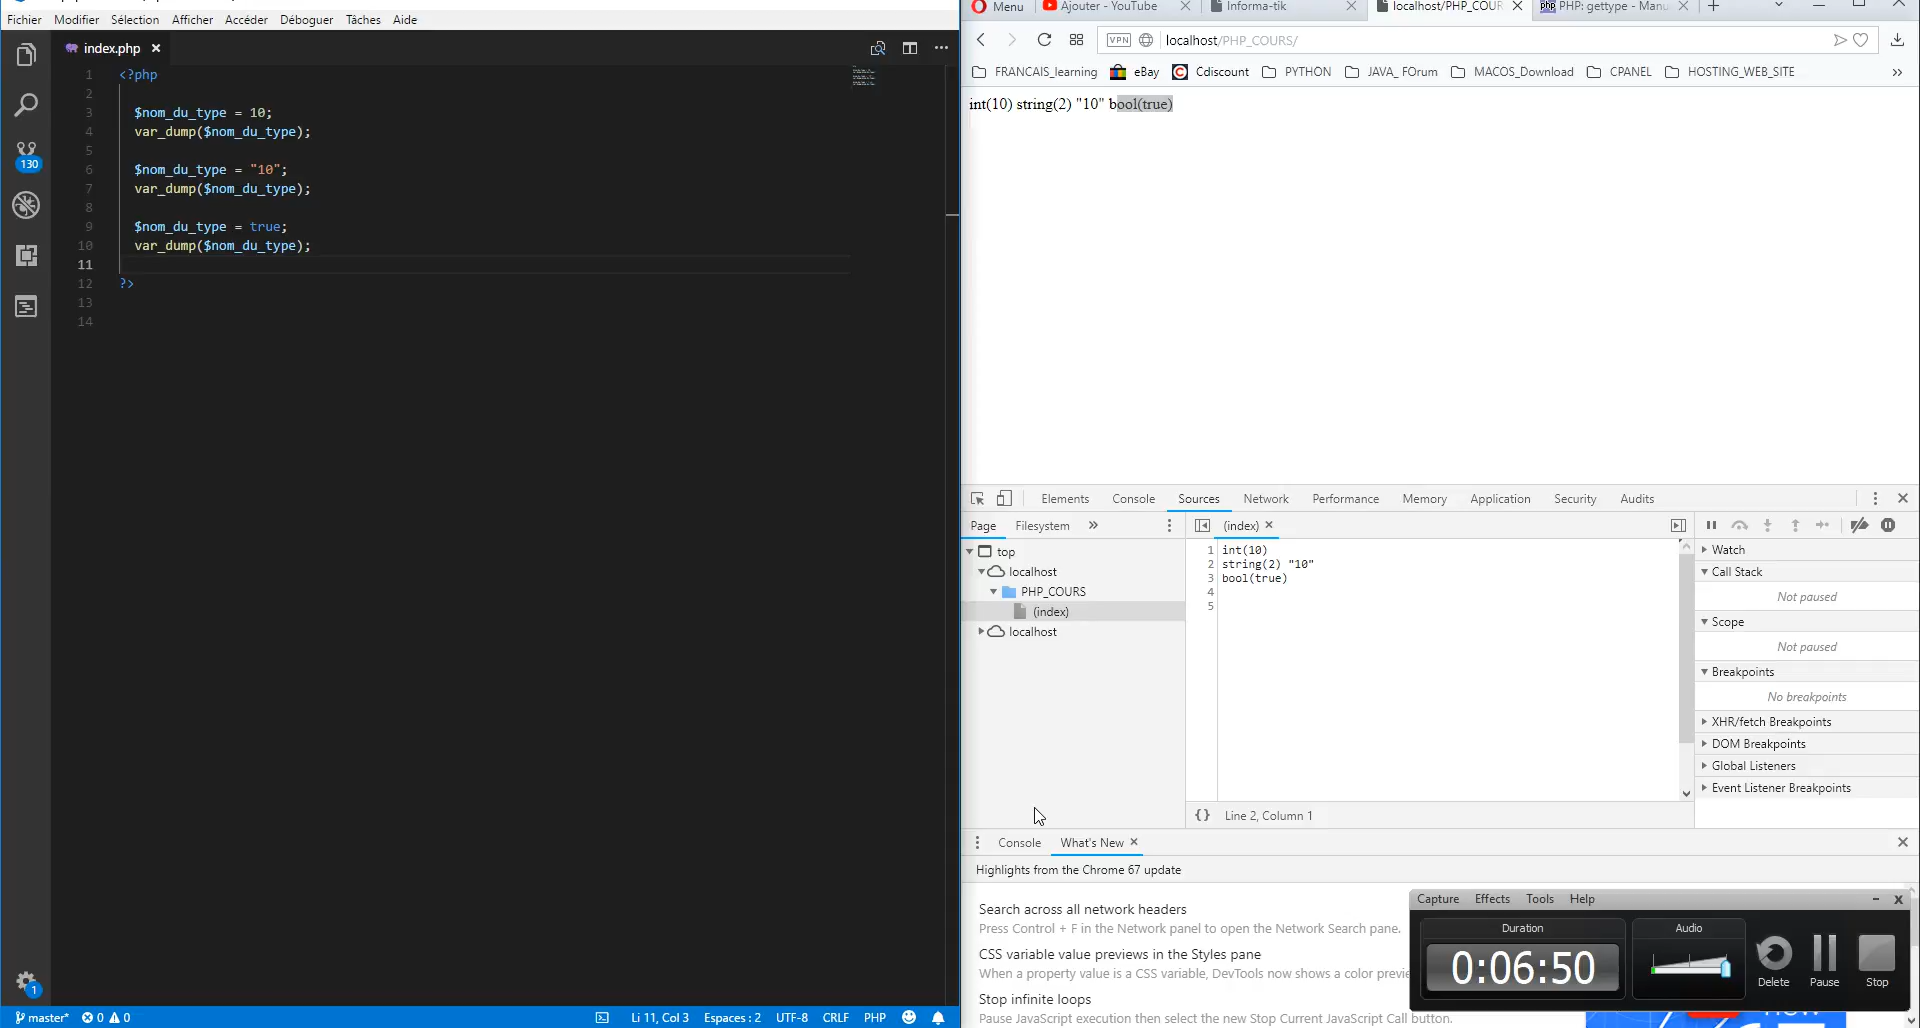 Fichier Modifier Sélection Afficher Accéder Déboguer Tâches Aide
index.php
1 <?php
2
3 $nom_du_type = 10;
4 var_dump($nom_du_type);
5
6 $nom_du_type = "10";
7 var_dump($nom_du_type);
8
9 $nom_du_type = true;
10 var_dump($nom_du_type);
11
12 ?>
13
14
130
1
master* 0 0 Li 11, Col 3 Espaces : 2 UTF-8 CRLF PHP
Menu Ajouter - YouTube Informa-tik localhost/PHP_COUR php PHP: gettype - Manu
VPN localhost/PHP_COURS/
FRANCAIS_learning eBay Cdiscount PYTHON JAVA_ FOrum MACOS_Download CPANEL HOSTING_WEB_SITE
int(10) string(2) "10" bool(true)
Elements Console Sources Network Performance Memory Application Security Audits
Page Filesystem (index)
top
localhost
PHP_COURS
(index)
localhost
1 int(10)
2 string(2) "10"
3 bool(true)
4
5
{} Line 2, Column 1
Watch
Call Stack
Not paused
Scope
Not paused
Breakpoints
No breakpoints
XHR/fetch Breakpoints
DOM Breakpoints
Global Listeners
Event Listener Breakpoints
Console What's New
Highlights from the Chrome 67 update
Search across all network headers
Press Control + F in the Network panel to open the Network Search pane.
CSS variable value previews in the Styles pane
When a property value is a CSS variable, DevTools now shows a color previe
Stop infinite loops
Pause JavaScript execution then select the new Stop Current JavaScript Call button.
Capture Effects Tools Help
Duration Audio
0:06:50
Delete Pause Stop